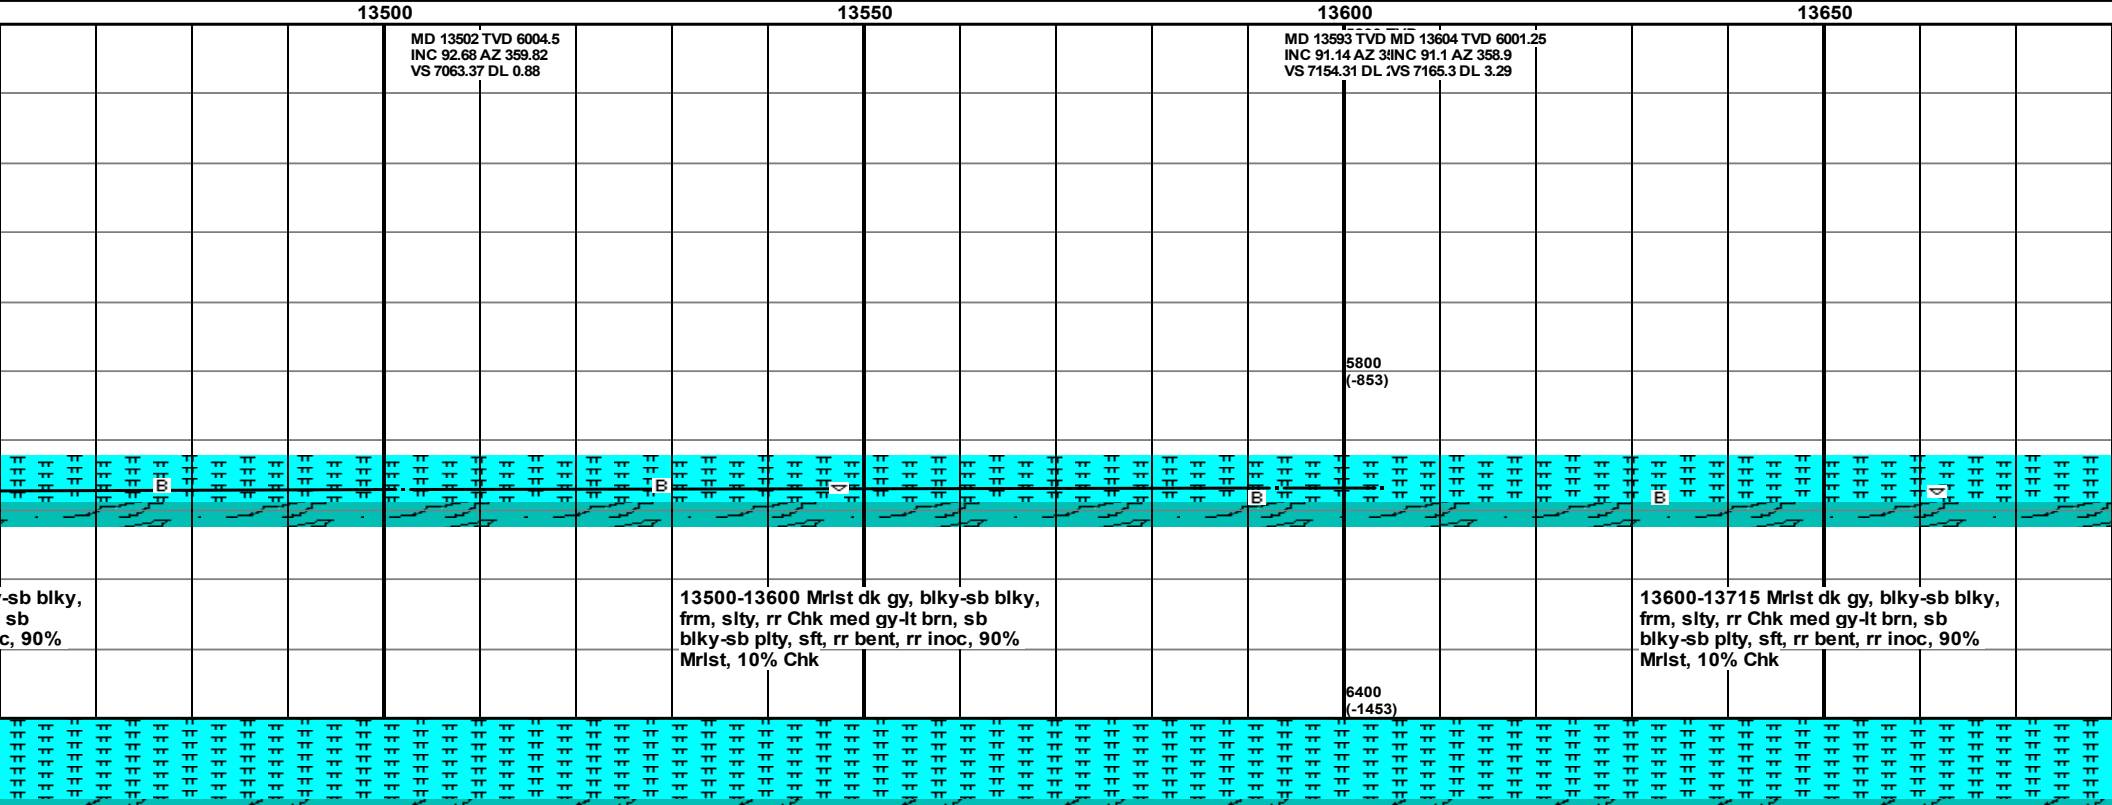 13500 13550 13600 13650
MD 13502 TVD 6004.5
INC 92.68 AZ 359.82
VS 7063.37 DL 0.88
MD 13593 TVD MD 13604 TVD 6001.25
INC 91.14 AZ INC 91.1 AZ 358.9
VS 7154.31 DL VS 7165.3 DL 3.29
5800
(-853)
B B B B
-sb blky,
sb
c, 90%
13500-13600 Mrlst dk gy, blky-sb blky,
frm, slty, rr Chk med gy-lt brn, sb
blky-sb plty, sft, rr bent, rr inoc, 90%
Mrlst, 10% Chk
13600-13715 Mrlst dk gy, blky-sb blky,
frm, slty, rr Chk med gy-lt brn, sb
blky-sb plty, sft, rr bent, rr inoc, 90%
Mrlst, 10% Chk
6400
(-1453)